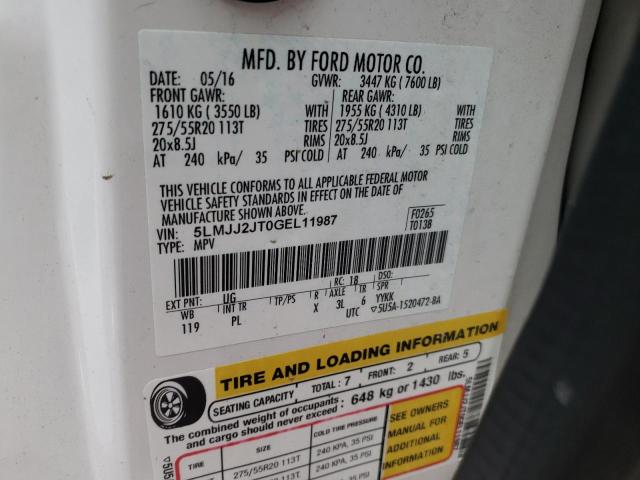 MFD. BY FORD MOTOR CO.
DATE: 05/16 GVWR: 3447 KG ( 7600 LB)
FRONT GAWR: REAR GAWR:
1610 KG ( 3550 LB) WITH 1955 KG ( 4310 LB) WITH
275/55R20 113T TIRES 275/55R20 113T TIRES
20x8.5J RIMS 20x8.5J RIMS
AT 240 kPa/ 35 PSI COLD AT 240 kPa/ 35 PSI COLD
THIS VEHICLE CONFORMS TO ALL APPLICABLE FEDERAL MOTOR
VEHICLE SAFETY STANDARDS IN EFFECT ON THE DATE OF
MANUFACTURE SHOWN ABOVE.
VIN: 5LMJJ2JT0GEL11987 F0265
TYPE: MPV T0138
EXT PNT: UG RC: 18 DSO:
WB INT TR TP/PS R AXLE TR SPR
119 PL X 3L 6 YYKK
UTC ▽5U5A-1520472-BA
TIRE AND LOADING INFORMATION
SEATING CAPACITY TOTAL: 7 FRONT: 2 REAR: 5
The combined weight of occupants and cargo should never exceed: 648 kg or 1430 lbs.
TIRE SIZE COLD TIRE PRESSURE
275/55R20 113T 240 KPA, 35 PSI
275/55R20 113T 240 KPA, 35 PSI
SEE OWNERS
MANUAL FOR
ADDITIONAL
INFORMATION